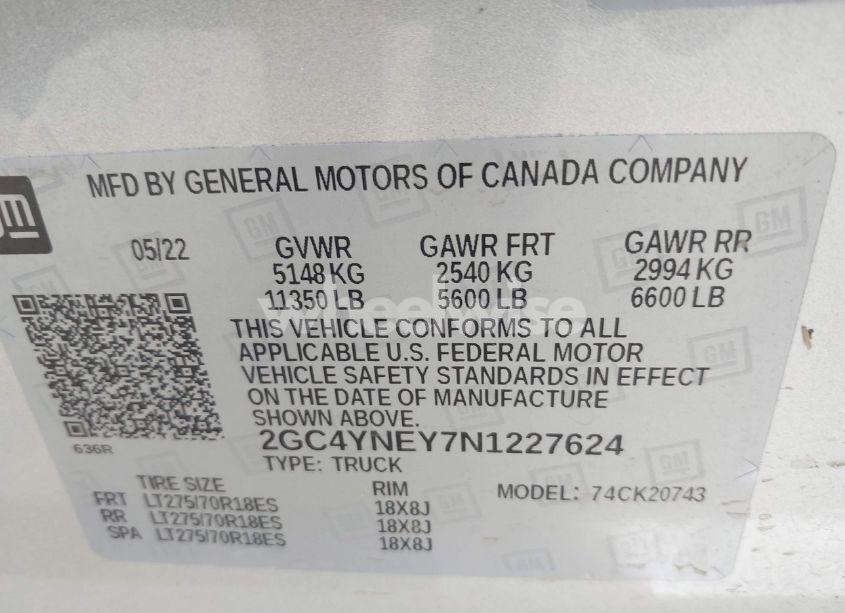 gm
MFD BY GENERAL MOTORS OF CANADA COMPANY
05/22 GVWR GAWR FRT GAWR RR
5148 KG 2540 KG 2994 KG
11350 LB 5600 LB 6600 LB
wheelwise
THIS VEHICLE CONFORMS TO ALL
APPLICABLE U.S. FEDERAL MOTOR
VEHICLE SAFETY STANDARDS IN EFFECT
ON THE DATE OF MANUFACTURE
SHOWN ABOVE.
636R
2GC4YNEY7N1227624
TYPE: TRUCK
TIRE SIZE RIM MODEL: 74CK20743
FRT LT275/70R18ES 18X8J
RR LT275/70R18ES 18X8J
SPA LT275/70R18ES 18X8J